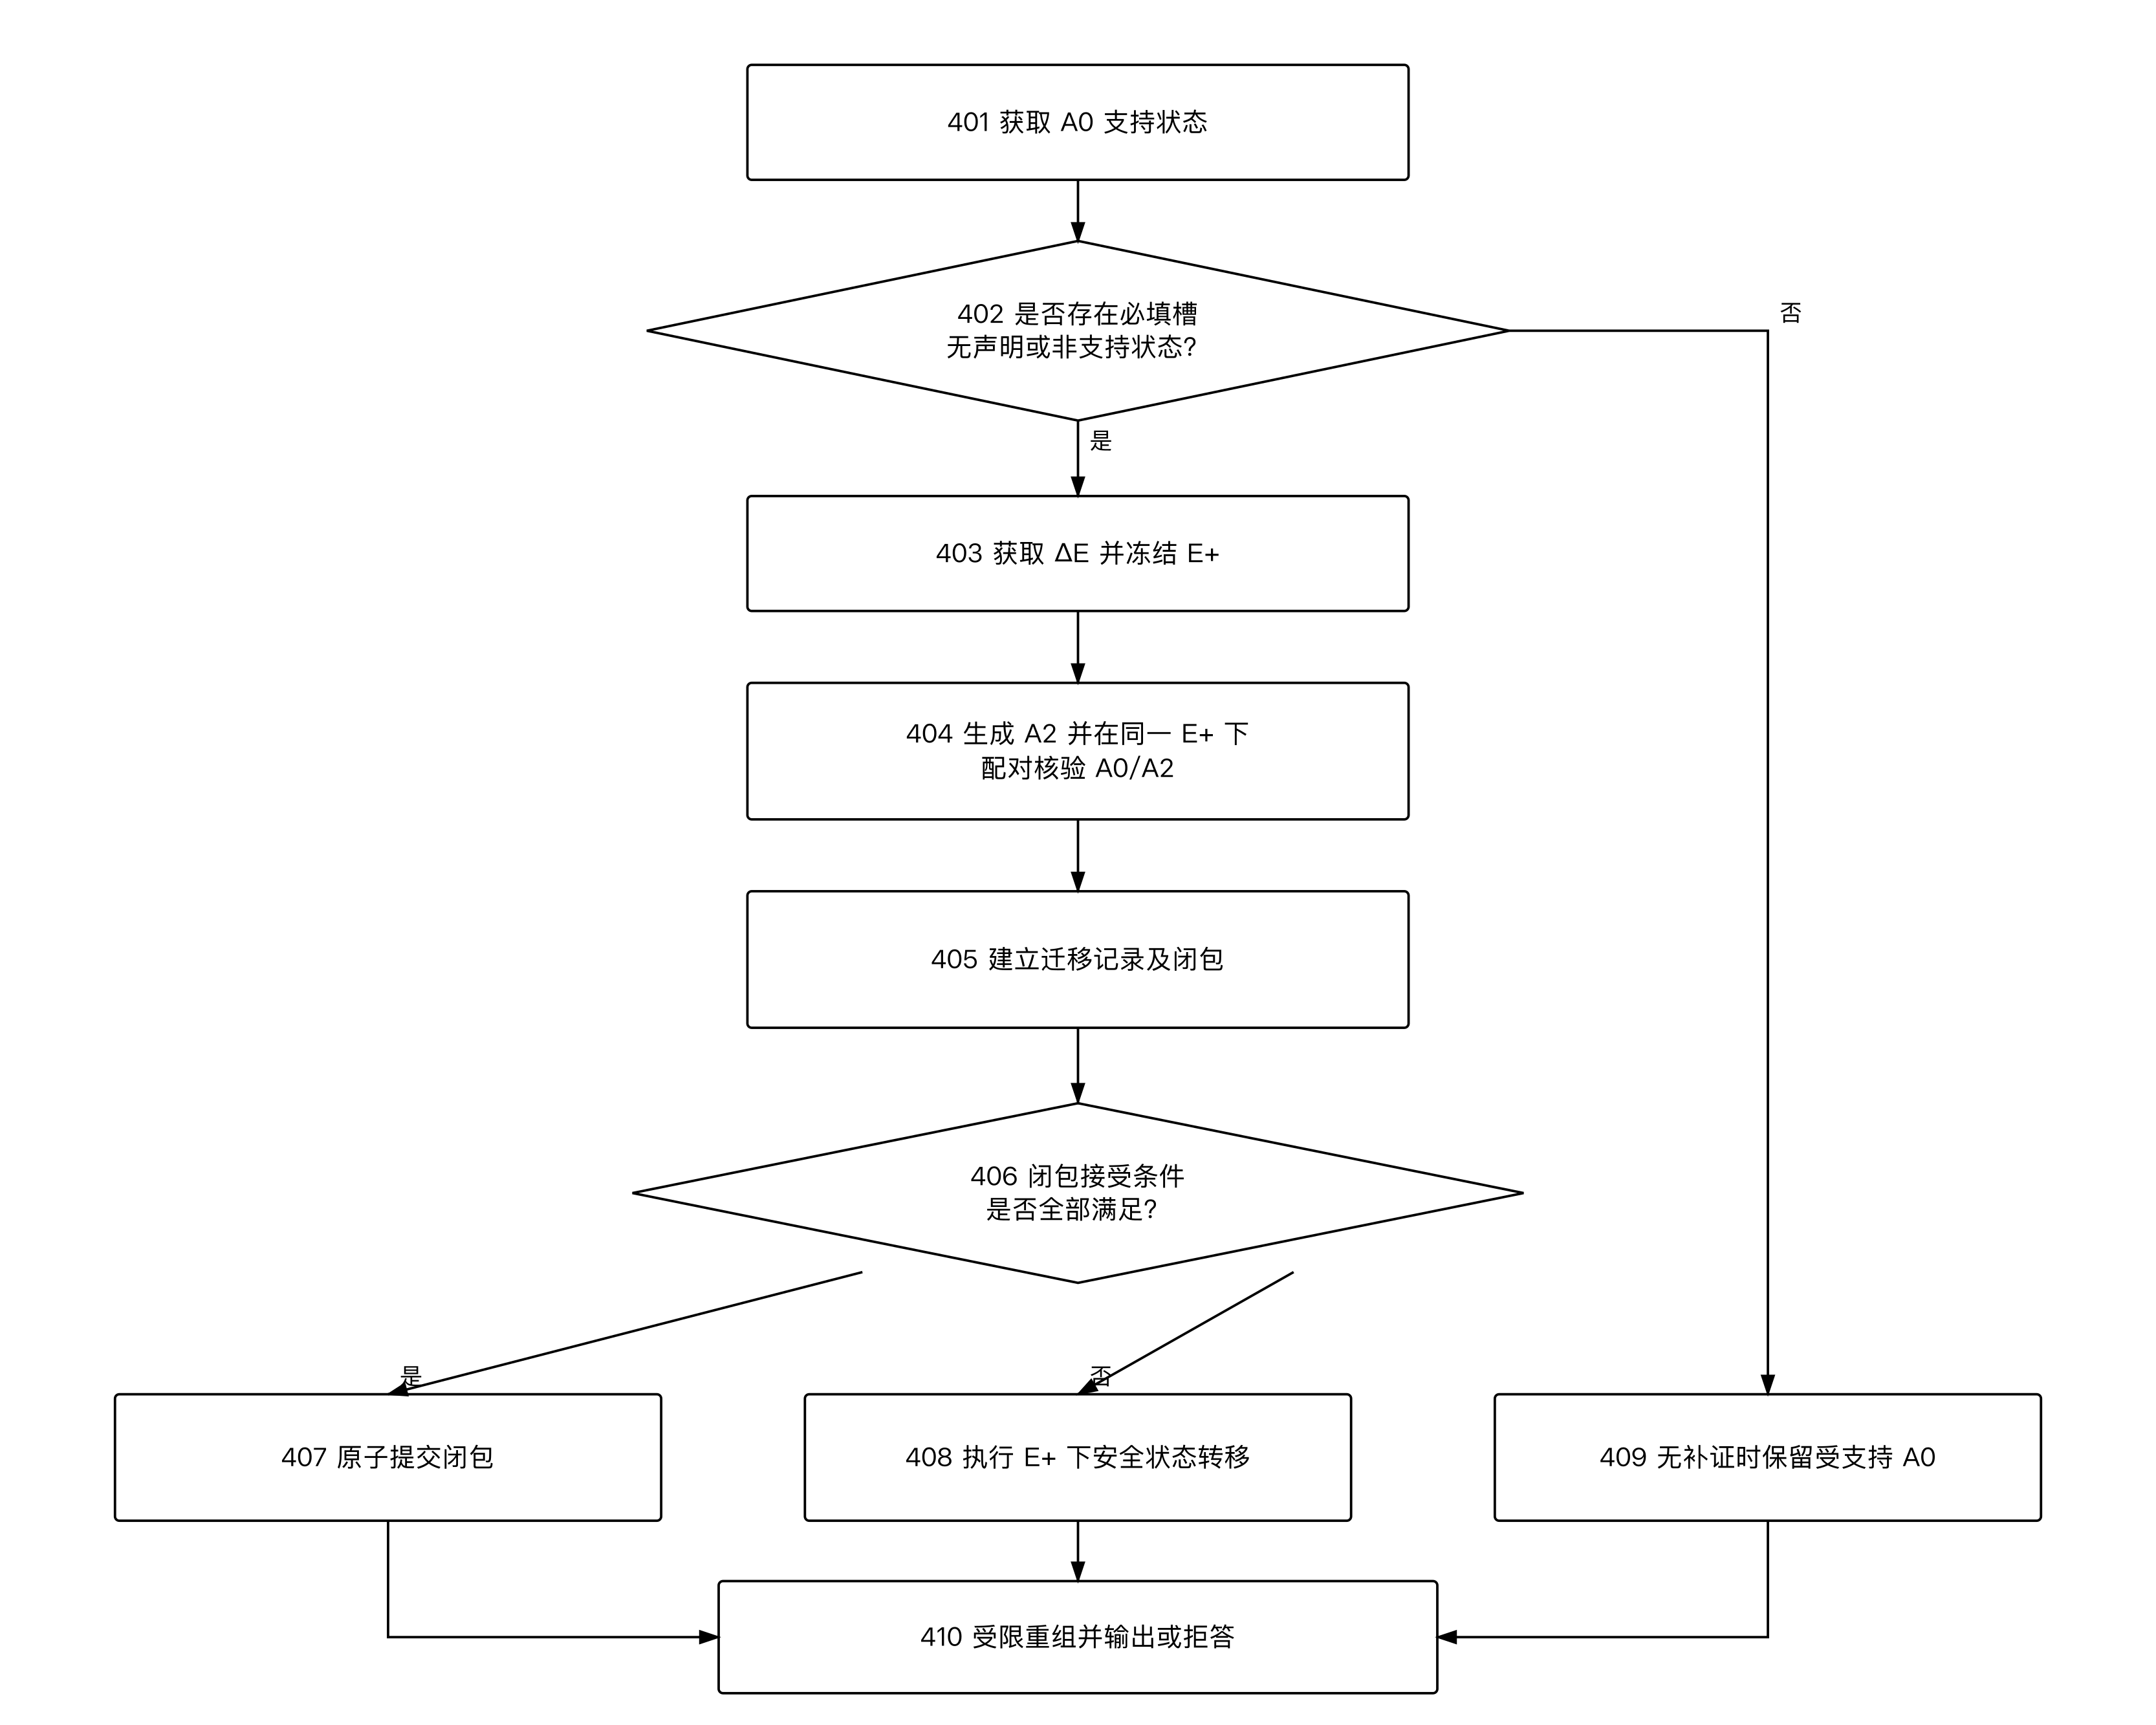 401 获取 A0 支持状态
402 是否存在必填槽
无声明或非支持状态?
否
是
403 获取 ΔE 并冻结 E+
404 生成 A2 并在同一 E+ 下
配对核验 A0/A2
405 建立迁移记录及闭包
406 闭包接受条件
是否全部满足?
是
否
407 原子提交闭包
408 执行 E+ 下安全状态转移
409 无补证时保留受支持 A0
410 受限重组并输出或拒答